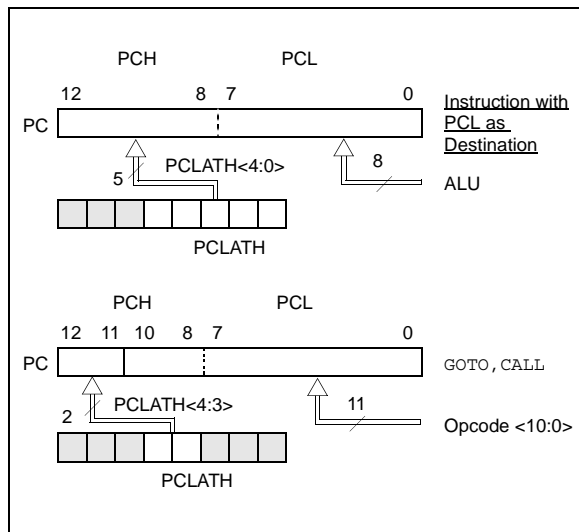 PCH PCL
12 8 7 0
PC
Instruction with
PCL as
Destination
5 PCLATH<4:0> 8
ALU
PCLATH
PCH PCL
12 11 10 8 7 0
PC GOTO,CALL
2 PCLATH<4:3> 11
Opcode <10:0>
PCLATH